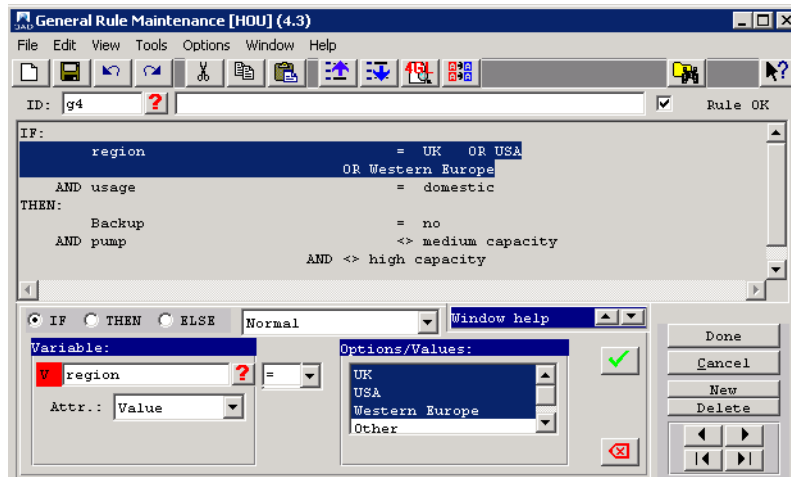 General Rule Maintenance [HOU] (4.3)
File Edit View Tools Options Window Help
ID: g4 ? Rule OK
IF:
region = UK OR USA
OR Western Europe
AND usage = domestic
THEN:
Backup = no
AND pump <> medium capacity
AND <> high capacity
IF THEN ELSE Normal Window help
Done
Variable: Options/Values:
Cancel
V region ? = UK
USA
New
Attr.: Value Western Europe
Delete
Other